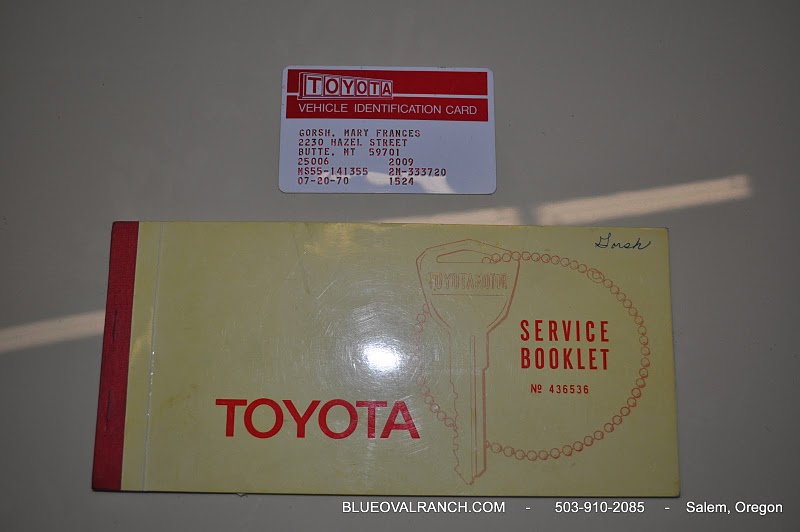 TOYOTA
VEHICLE IDENTIFICATION CARD
GORSH, MARY FRANCES
2230 HAZEL STREET
BUTTE, MT 59701
25006 2009
MS55-141355 2M-333720
07-20-70 1524
Gorsh
TOYOTAMOTOR
SERVICE
BOOKLET
Nº 436536
TOYOTA
BLUEOVALRANCH.COM - 503-910-2085 - Salem, Oregon